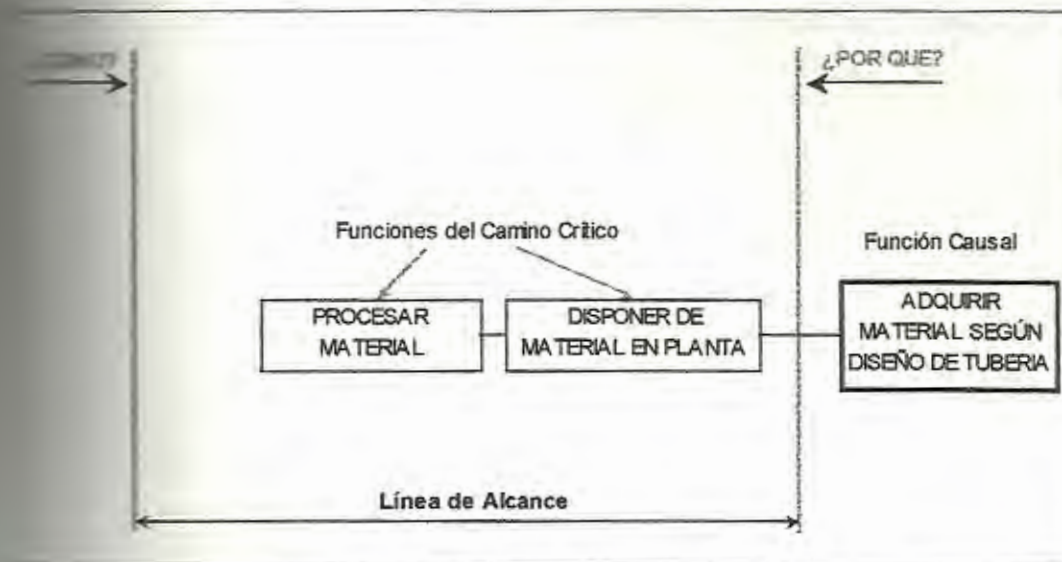 ¿POR QUE?
Funciones del Camino Crítico
Función Causal
PROCESAR
MATERIAL
DISPONER DE
MATERIAL EN PLANTA
ADQUIRIR
MATERIAL SEGÚN
DISEÑO DE TUBERIA
Línea de Alcance